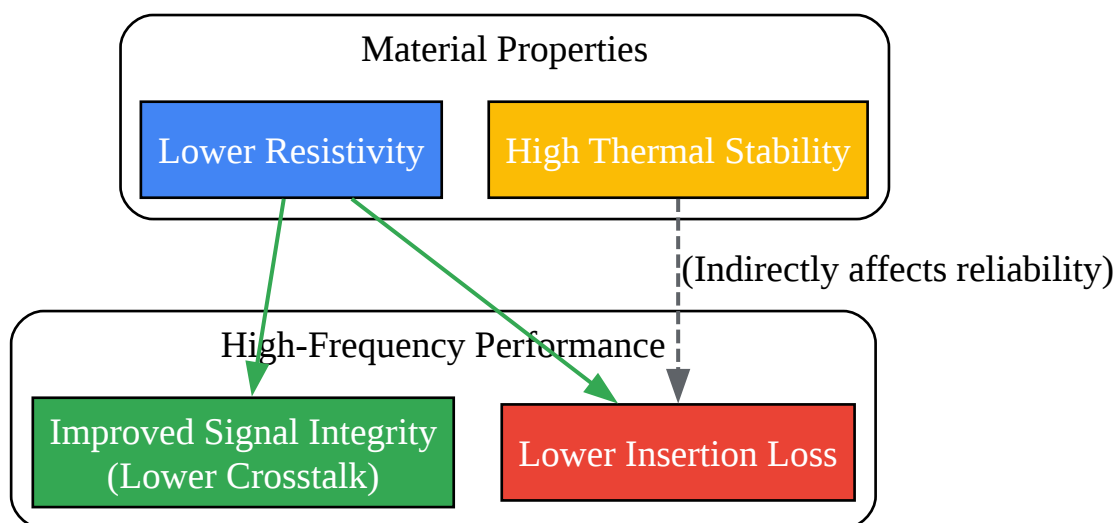 Material Properties
Lower Resistivity
High Thermal Stability
(Indirectly affects reliability)
High-Frequency Performance
Improved Signal Integrity
(Lower Crosstalk)
Lower Insertion Loss